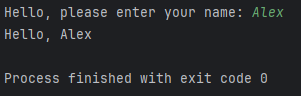 Hello, please enter your name: Alex
Hello, Alex
Process finished with exit code 0